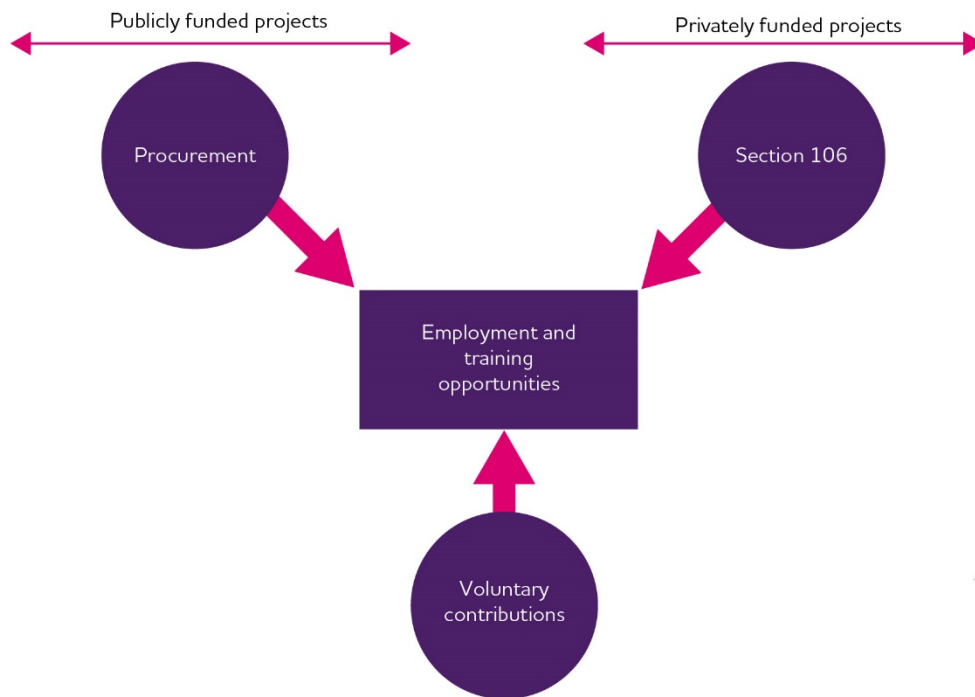 Publicly funded projects
Privately funded projects
Procurement
Section 106
Employment and
training
opportunities
Voluntary
contributions